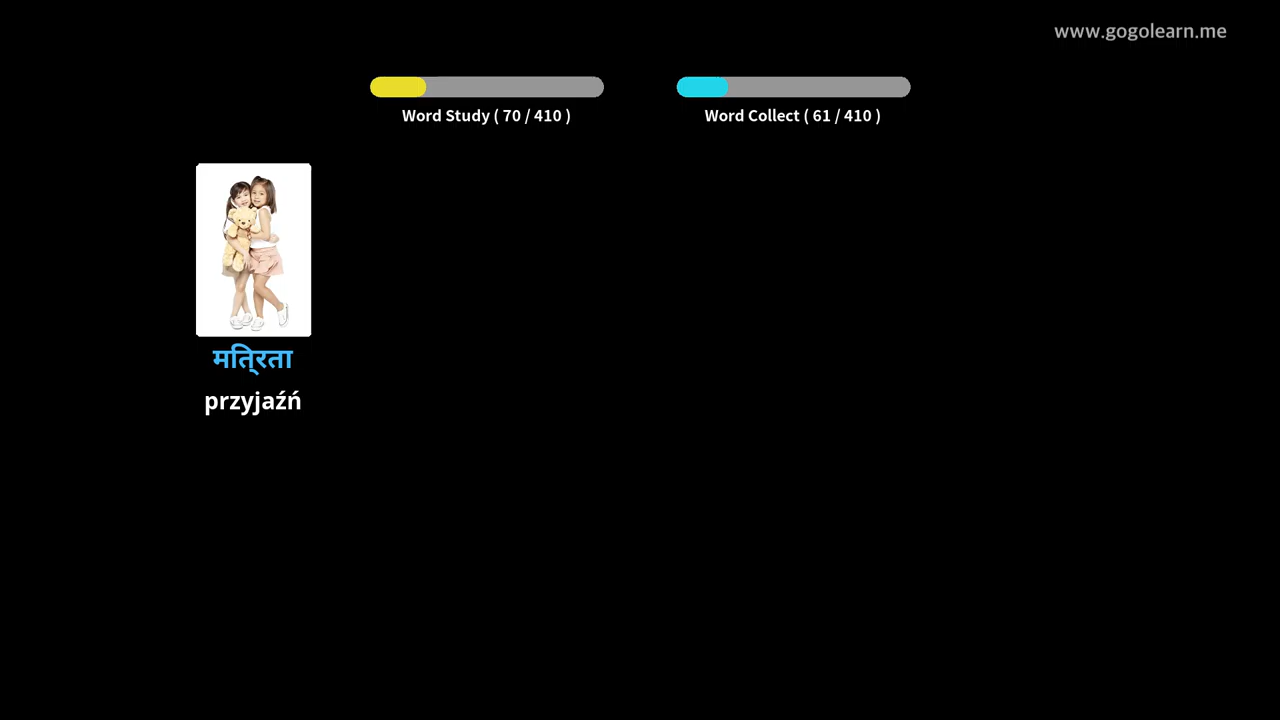 www.gogolearn.me
Word Study ( 70 / 410 )
Word Collect ( 61 / 410 )
मति्रता
przyjaźń